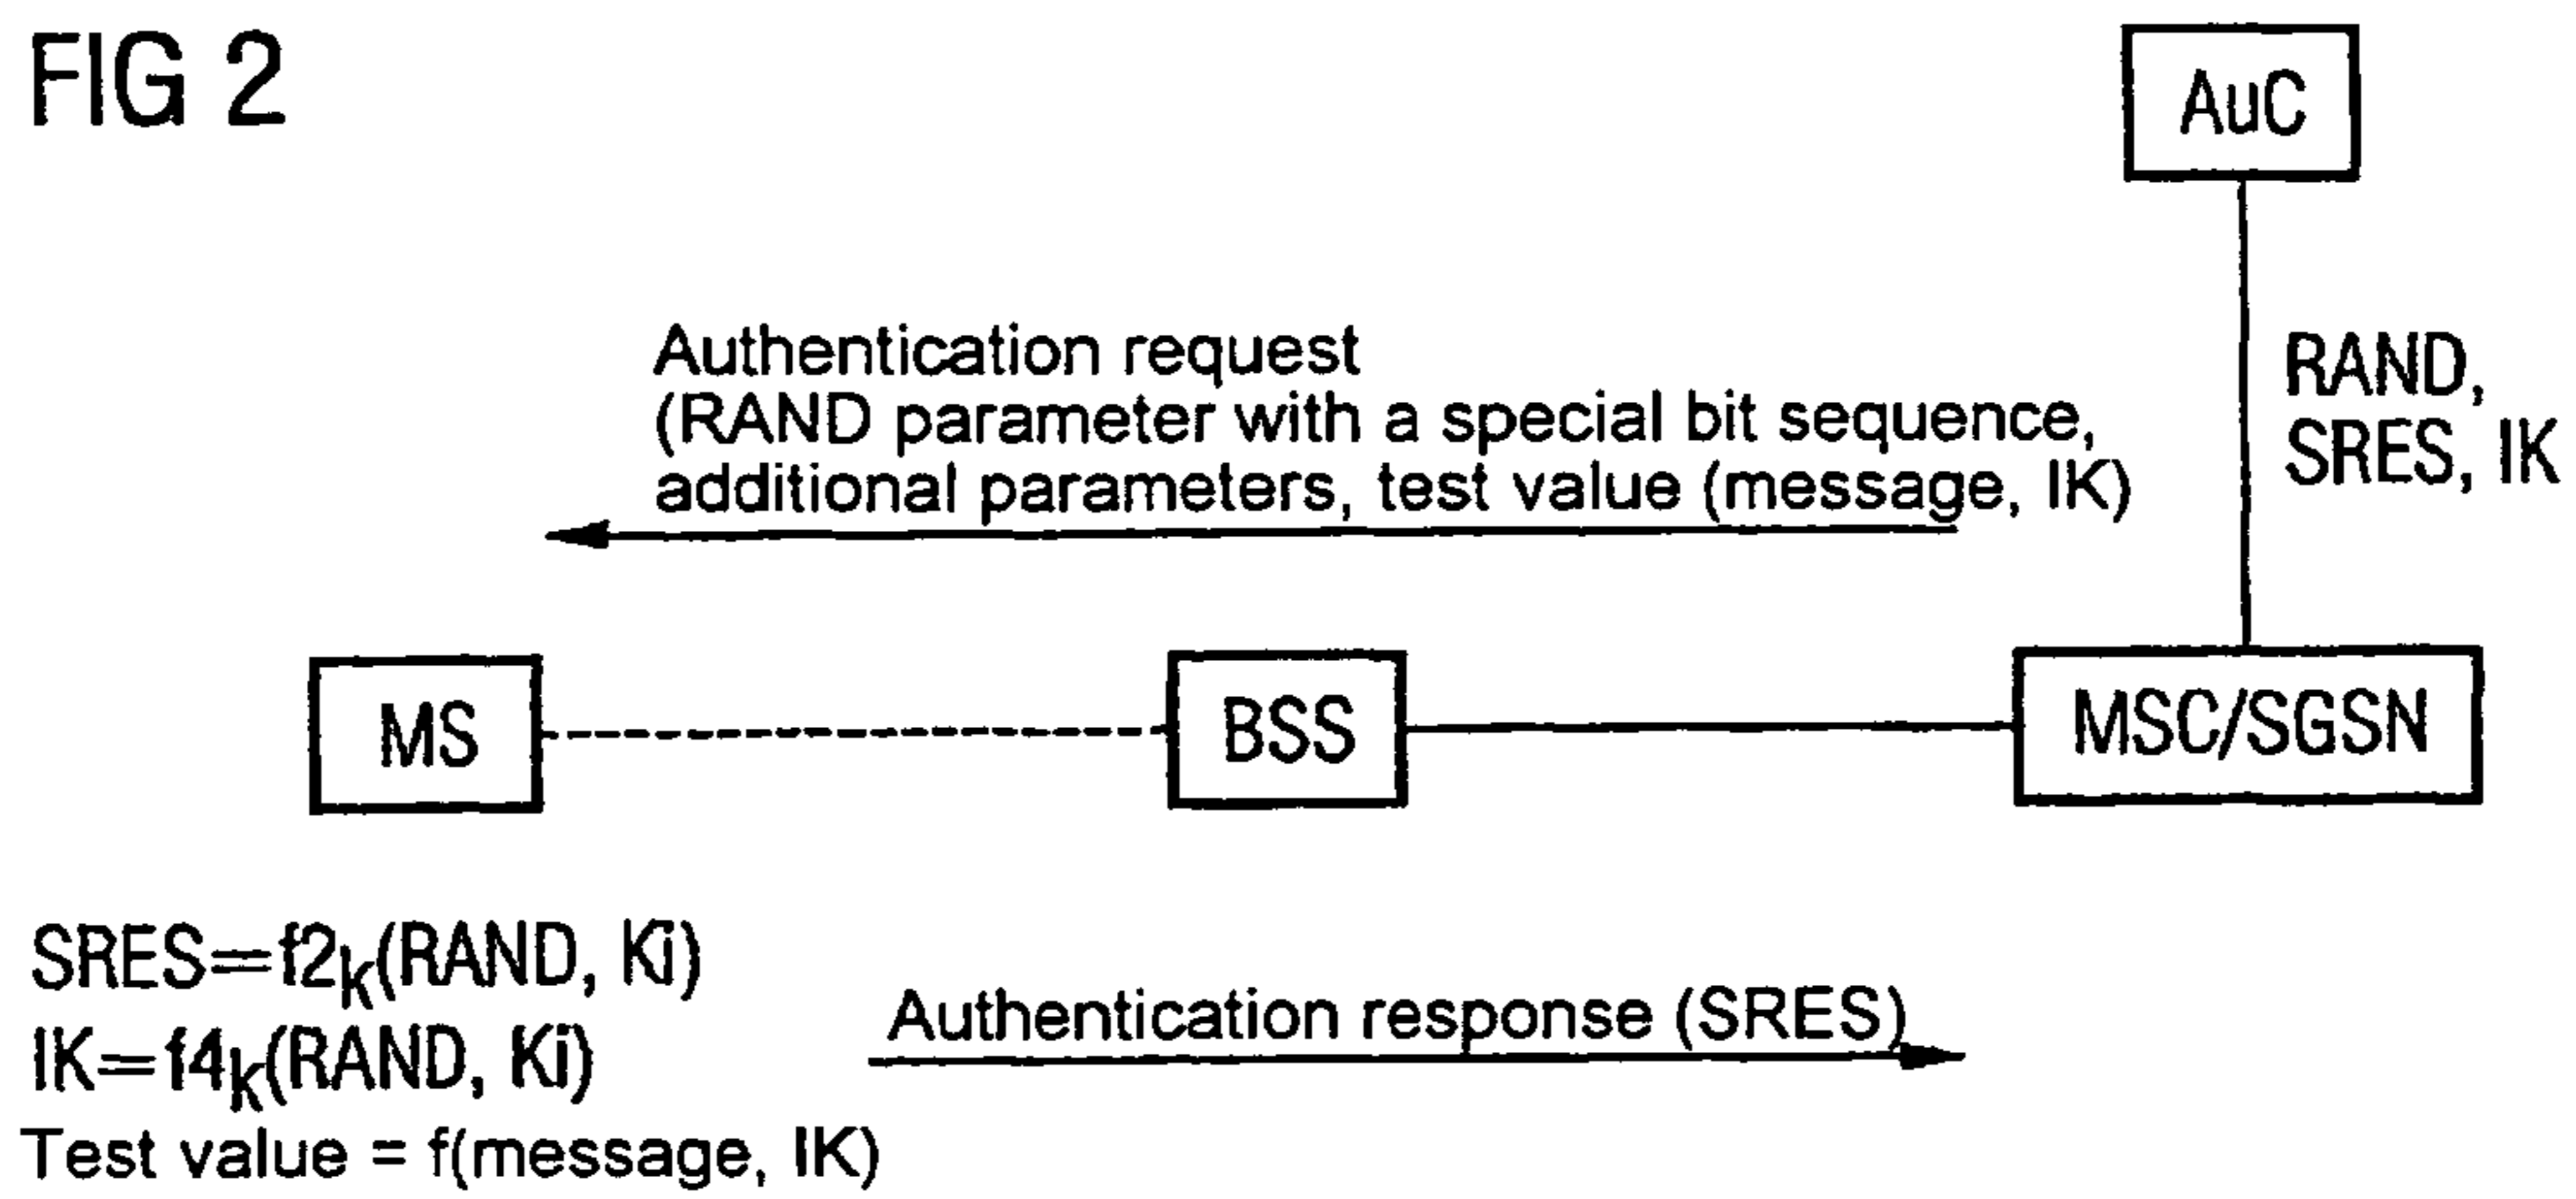 FIG 2
AuC
Authentication request
(RAND parameter with a special bit sequence,
additional parameters, test value (message, IK)
RAND,
SRES, IK
MS
BSS
MSC/SGSN
SRES=f2k(RAND, Ki)
IK=f4k(RAND, Ki)
Test value = f(message, IK)
Authentication response (SRES)